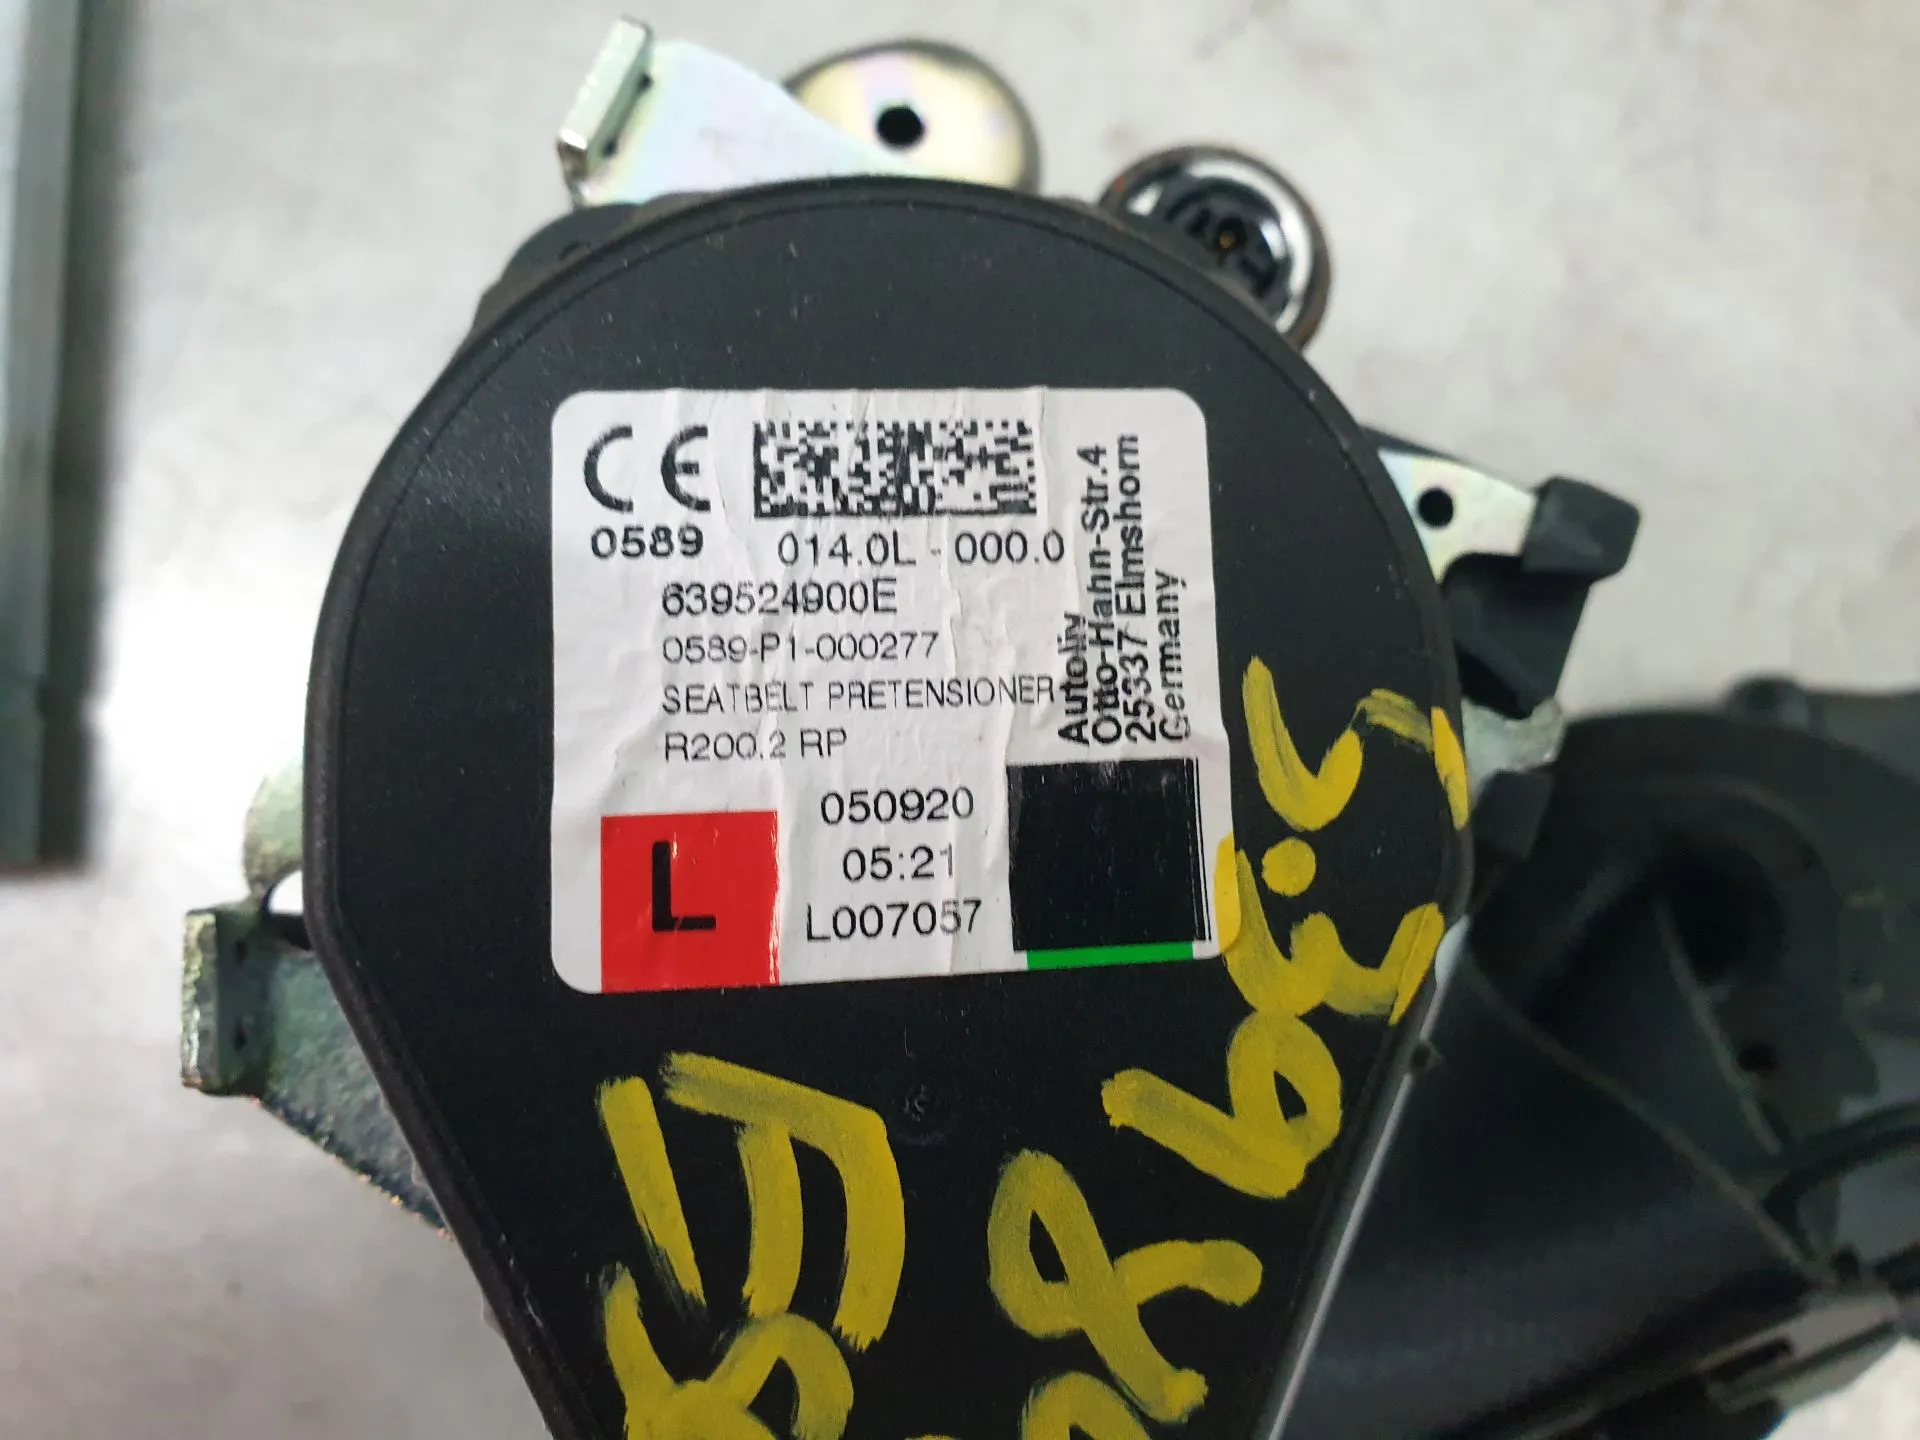 CE
0589
014.0L - 000.0
639524900E
0589-P1-000277
SEATBELT PRETENSIONER
R200.2 RP
Autoliv
Otto-Hahn-Str.4
25337 Elmshorn
Germany
L
050920
05:21
L007057